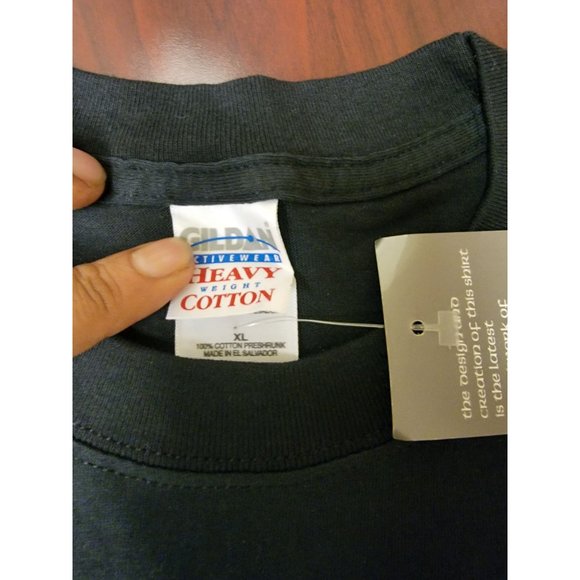 GILDAN
ACTIVEWEAR
HEAVY
WEIGHT
COTTON
XL
100% COTTON PRESHRUNK
MADE IN EL SALVADOR
the Design and
creation of this shirt
is the latest
of